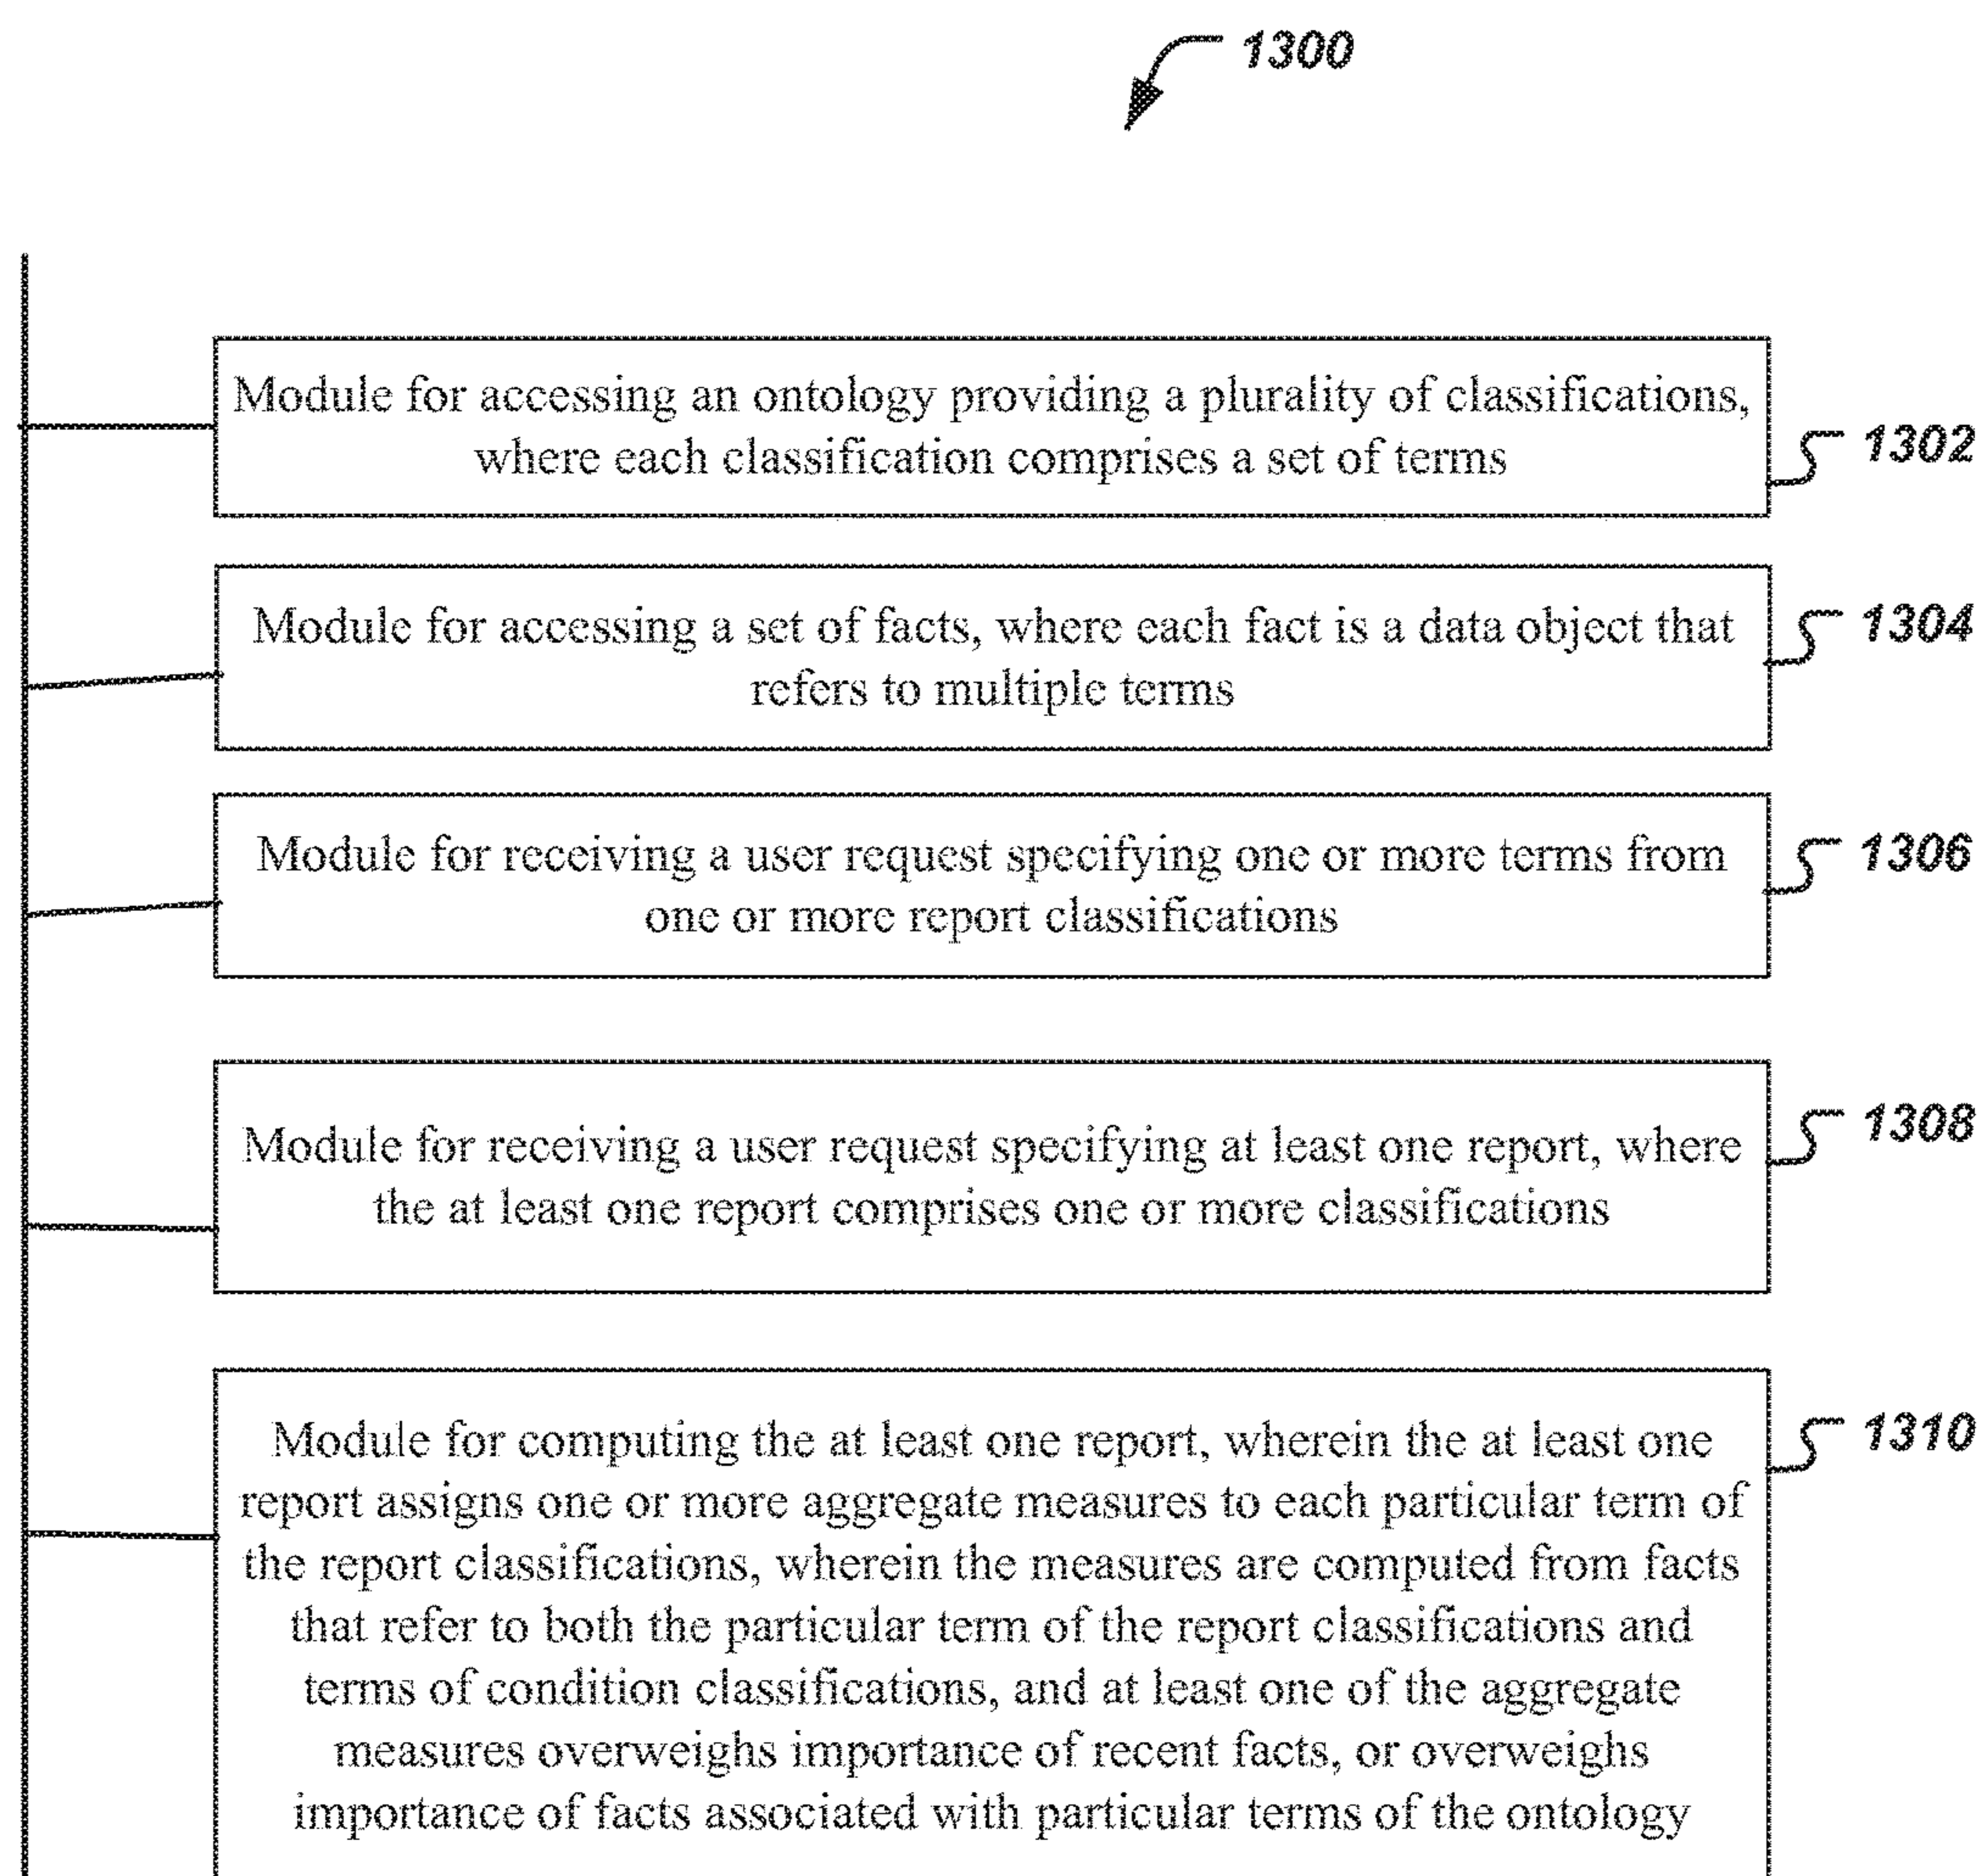 1300
Module for accessing an ontology providing a plurality of classifications,
where each classification comprises a set of terms
1302
Module for accessing a set of facts, where each fact is a data object that
refers to multiple terms
1304
Module for receiving a user request specifying one or more terms from
one or more report classifications
1306
Module for receiving a user request specifying at least one report, where
the at least one report comprises one or more classifications
1308
Module for computing the at least one report, wherein the at least one
report assigns one or more aggregate measures to each particular term of
the report classifications, wherein the measures are computed from facts
that refer to both the particular term of the report classifications and
terms of condition classifications, and at least one of the aggregate
measures overweighs importance of recent facts, or overweighs
importance of facts associated with particular terms of the ontology
1310